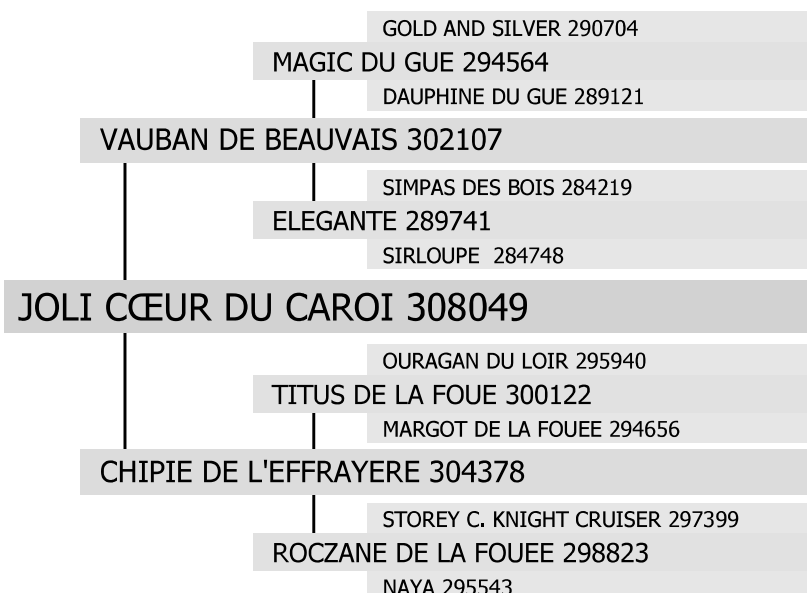 GOLD AND SILVER 290704
MAGIC DU GUE 294564
DAUPHINE DU GUE 289121
VAUBAN DE BEAUVAIS 302107
SIMPAS DES BOIS 284219
ELEGANTE 289741
SIRLOUPE 284748
JOLI CŒUR DU CAROI 308049
OURAGAN DU LOIR 295940
TITUS DE LA FOUE 300122
MARGOT DE LA FOUEE 294656
CHIPIE DE L'EFFRAYERE 304378
STOREY C. KNIGHT CRUISER 297399
ROCZANE DE LA FOUEE 298823
NAYA 295543